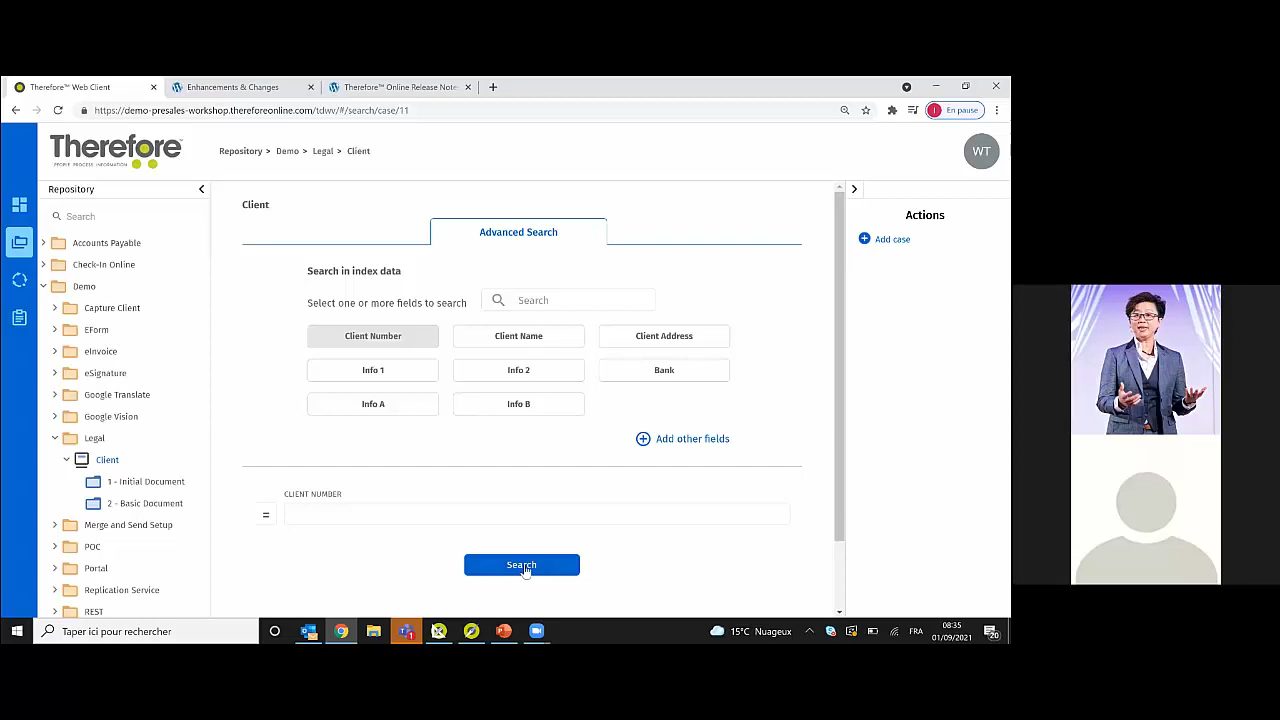 Therefore™ Web Client
Enhancements & Changes
Therefore™ Online Release Note
https://demo-presales-workshop.thereforeonline.com/tdwv/#/search/case/11
En pause
Therefore
PEOPLE PROCESS INFORMATION
Repository > Demo > Legal > Client
WT
Repository
Search
Accounts Payable
Check-In Online
Demo
Capture Client
EForm
eInvoice
eSignature
Google Translate
Google Vision
Legal
Client
1 - Initial Document
2 - Basic Document
Merge and Send Setup
POC
Portal
Replication Service
REST
Client
Advanced Search
Search in index data
Select one or more fields to search
Search
Client Number
Client Name
Client Address
Info 1
Info 2
Bank
Info A
Info B
Add other fields
CLIENT NUMBER
=
Search
Actions
Add case
Taper ici pour rechercher
15°C Nuageux
FRA
08:35
01/09/2021
20